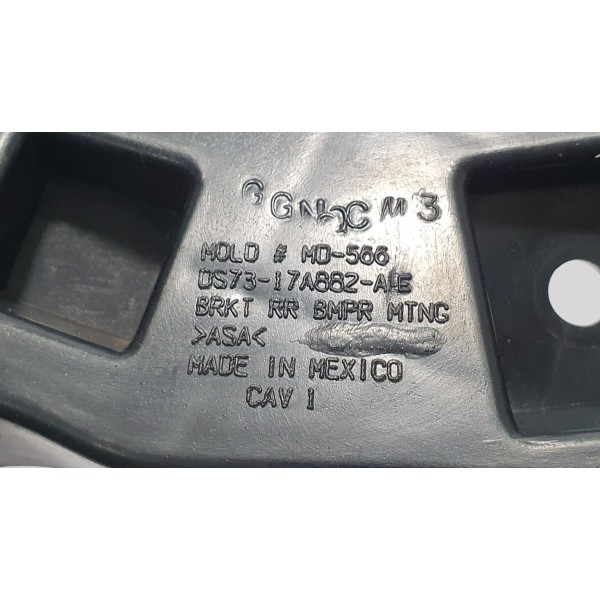 MOLD # MD-566
DS73-17A882-AE
BRKT RR BMPR MTNG
>ASA<
MADE IN MEXICO
CAV 1